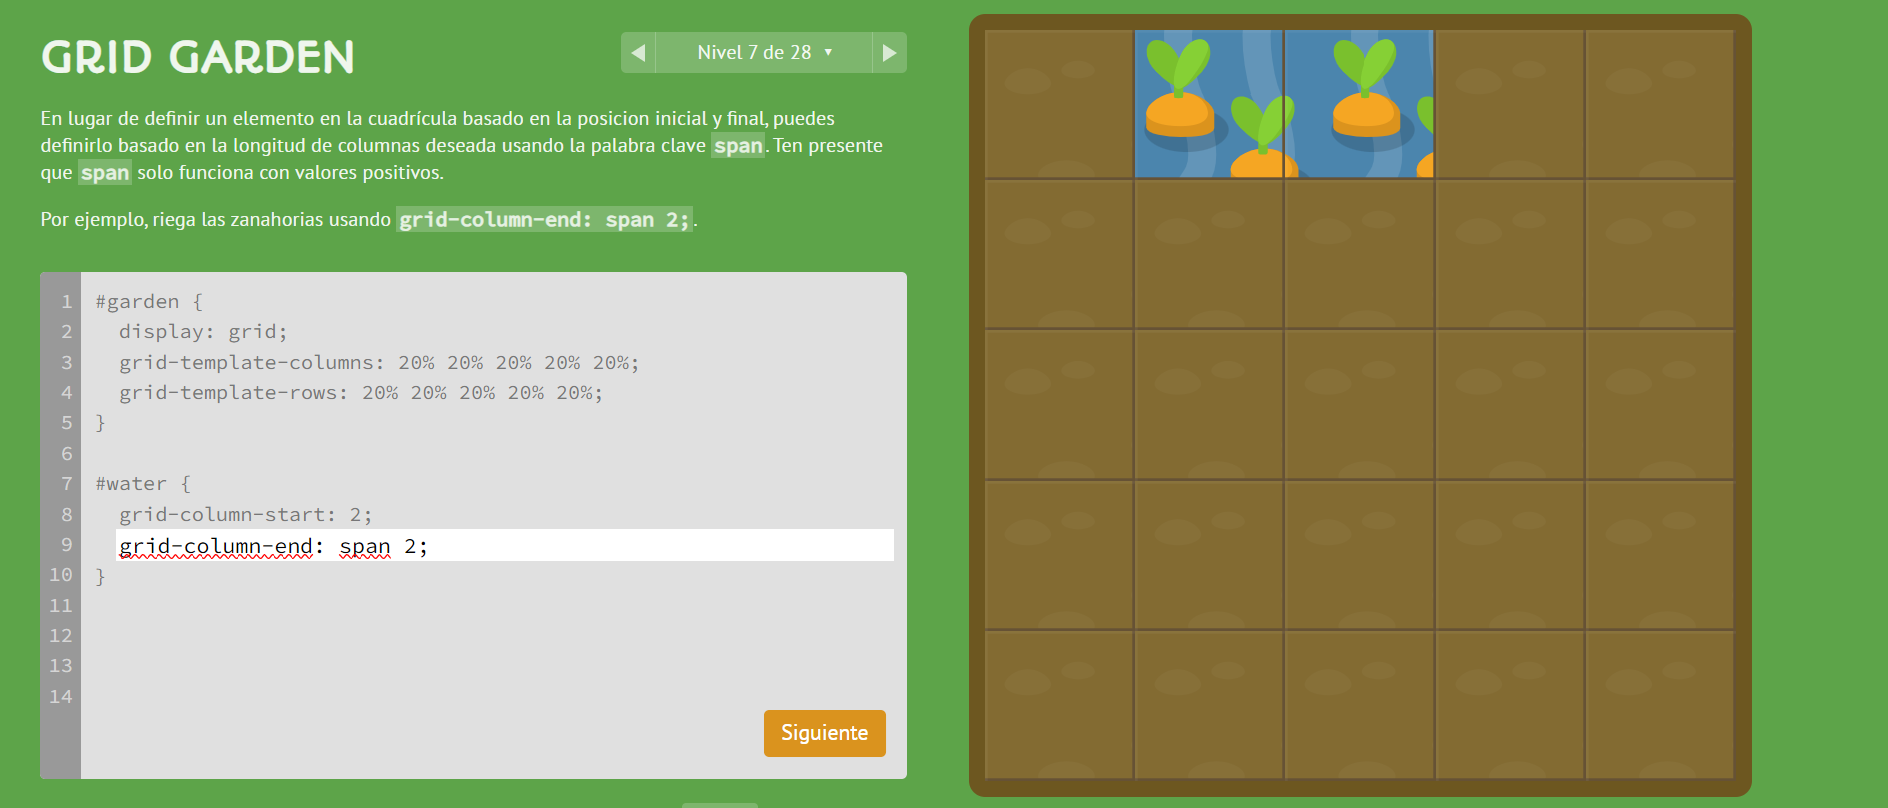 GRID GARDEN
Nivel 7 de 28 ▼
En lugar de definir un elemento en la cuadrícula basado en la posicion inicial y final, puedes
definirlo basado en la longitud de columnas deseada usando la palabra clave span. Ten presente
que span solo funciona con valores positivos.
Por ejemplo, riega las zanahorias usando grid-column-end: span 2;.
1 #garden {
2 display: grid;
3 grid-template-columns: 20% 20% 20% 20% 20%;
4 grid-template-rows: 20% 20% 20% 20% 20%;
5 }
6
7 #water {
8 grid-column-start: 2;
9 grid-column-end: span 2;
10 }
11
12
13
14
Siguiente